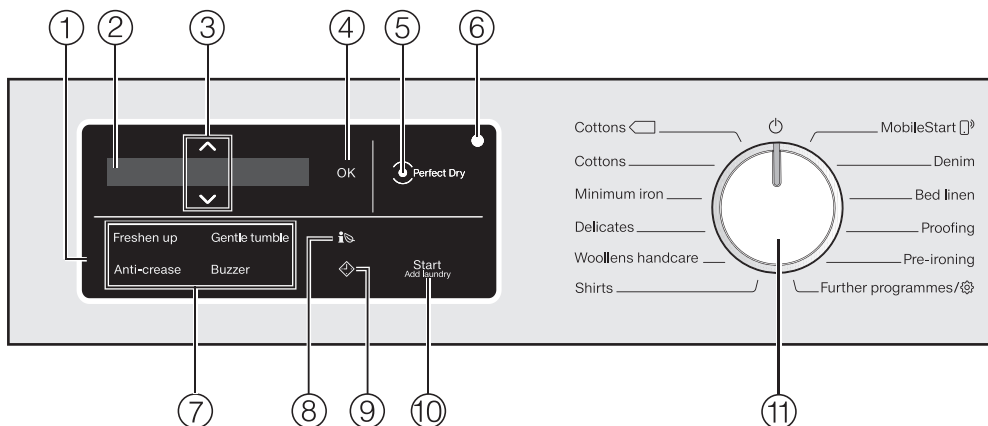 ① ② ③ ④ ⑤ ⑥
OK
Perfect Dry
Freshen up Gentle tumble
Anti-crease Buzzer
Start
Add laundry
Cottons
Cottons
Minimum iron
Delicates
Woollens handcare
Shirts
MobileStart
Denim
Bed linen
Proofing
Pre-ironing
Further programmes/
⑦ ⑧ ⑨ ⑩ ⑪